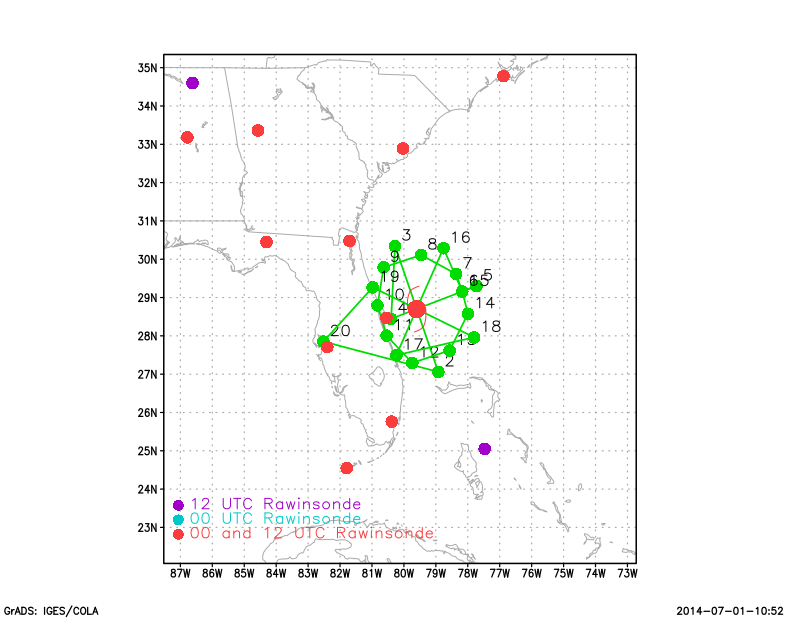 35N
34N
33N
32N
31N
30N
29N
28N
27N
26N
25N
24N
23N
3
16
8
9
7
19
5
15
10
4
14
11
18
20
17
13
12
2
12 UTC Rawinsonde
00 UTC Rawinsonde
00 and 12 UTC Rawinsonde
87W 86W 85W 84W 83W 82W 81W 80W 79W 78W 77W 76W 75W 74W 73W
GrADS: IGES/COLA
2014-07-01-10:52